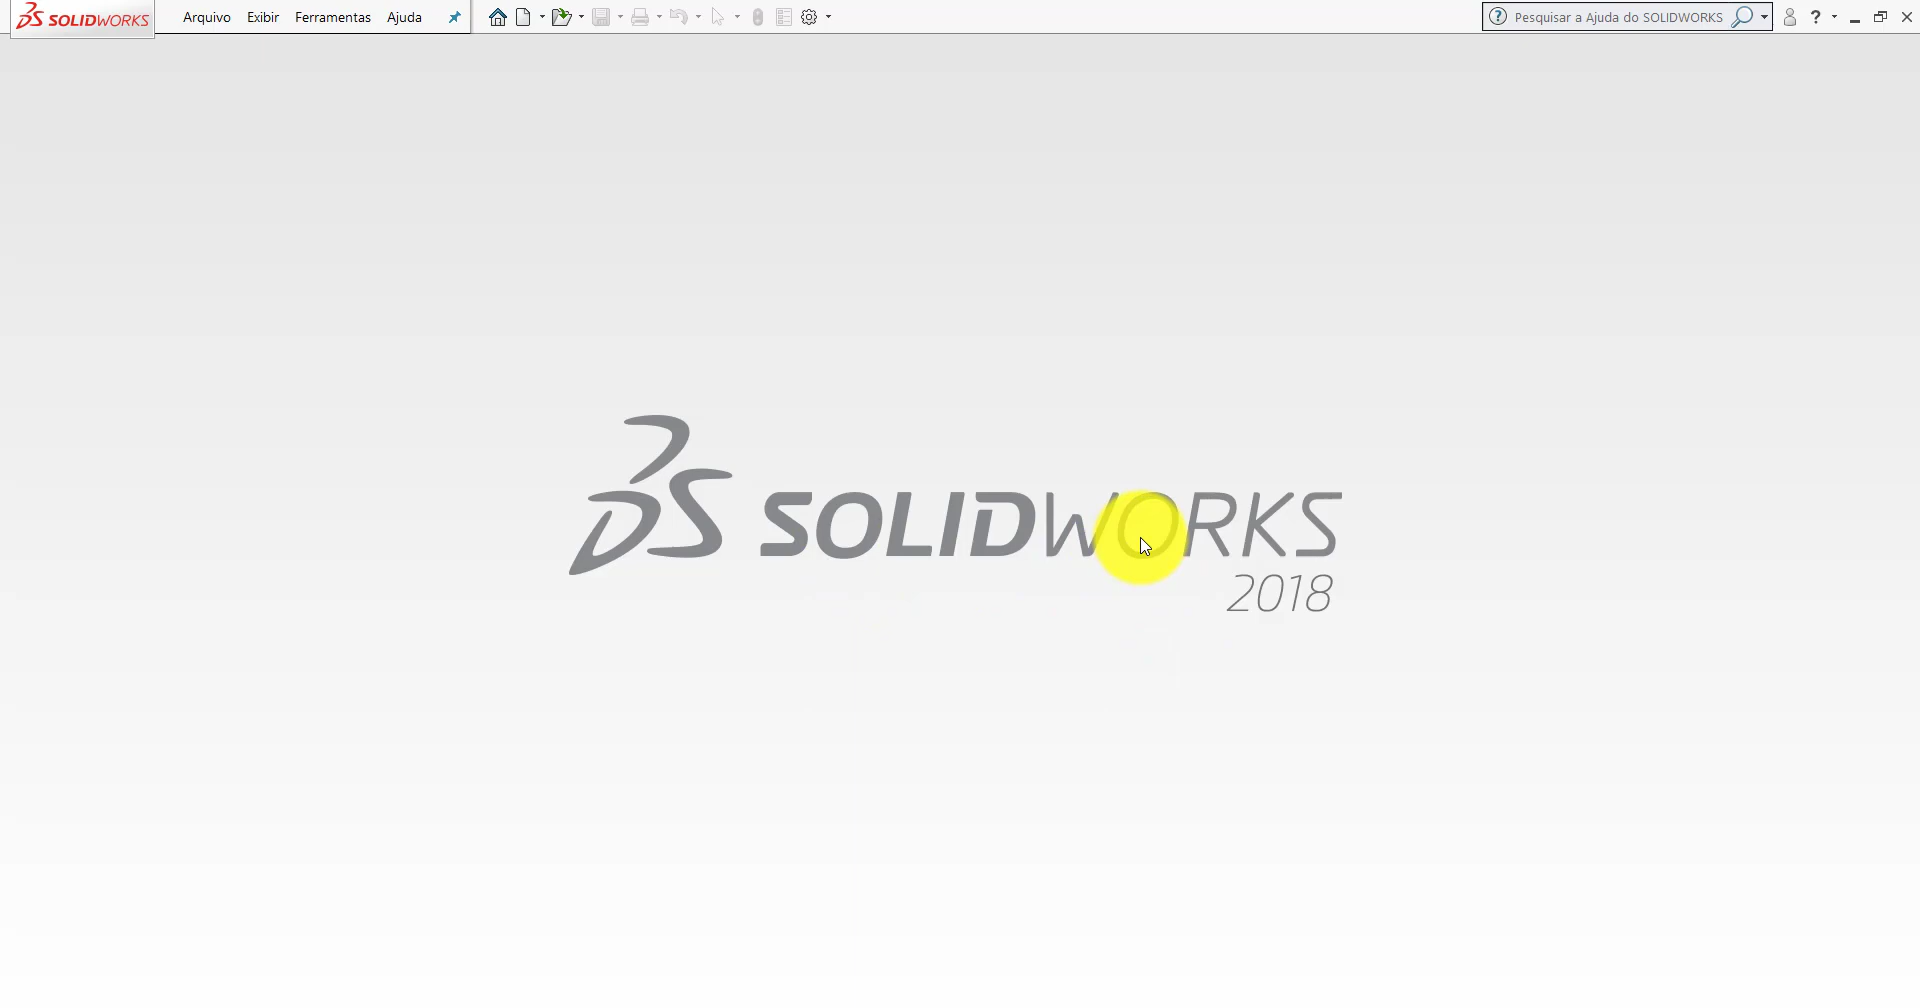 SOLIDWORKS Arquivo Exibir Ferramentas Ajuda Pesquisar a Ajuda do SOLIDWORKS ?
SOLIDWORKS
2018